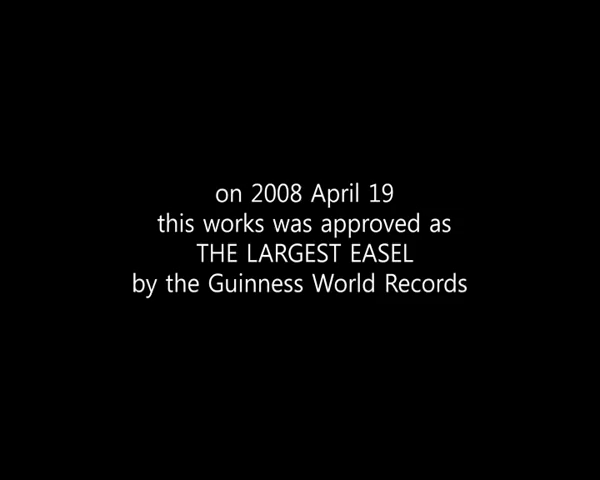 on 2008 April 19
this works was approved as
THE LARGEST EASEL
by the Guinness World Records